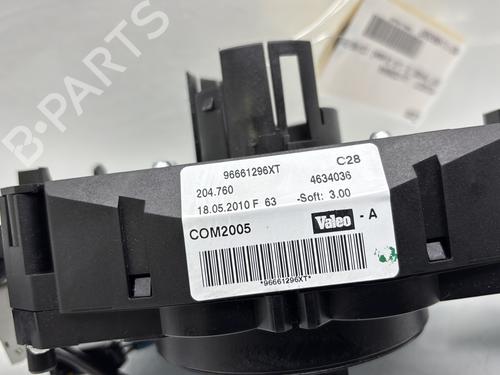 B-PARTS
96661296XT
C28
204.760
4634036
18.05.2010 F 63
-Soft: 3.00
COM2005
Valeo - A
*96661296XT*